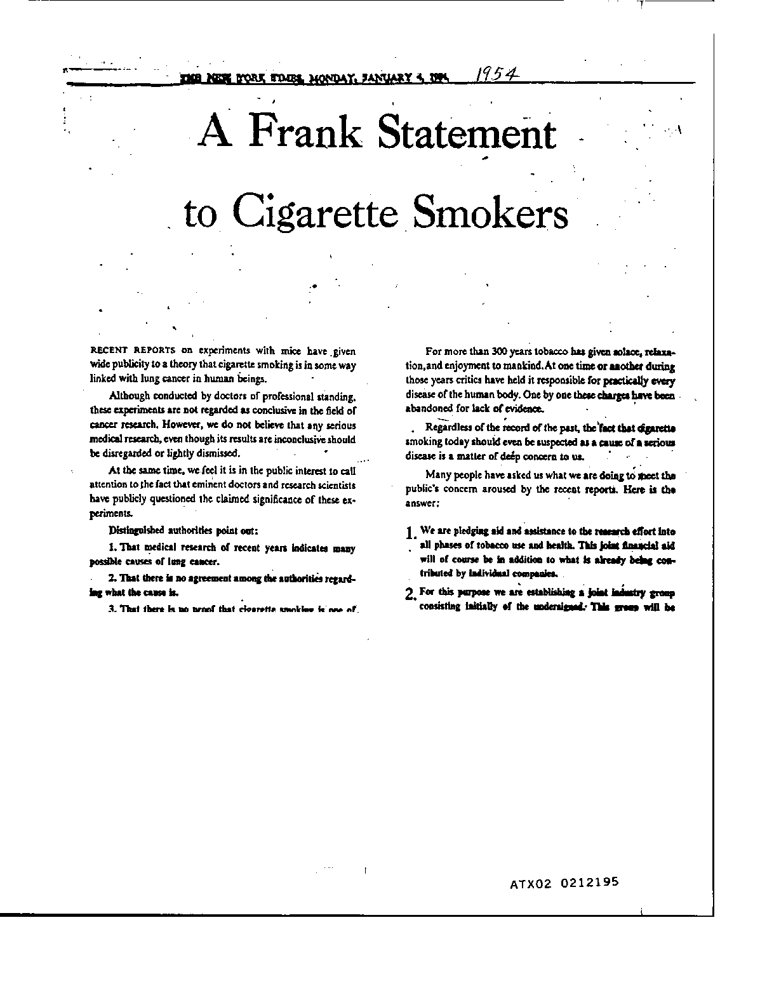 THE NEW YORK TIMES, MONDAY, JANUARY 4, 1954.
1954
A Frank Statement
to Cigarette Smokers
RECENT REPORTS on experiments with mice have given
wide publicity to a theory that cigarette smoking is in some way
linked with lung cancer in human beings.
Although conducted by doctors of professional standing,
these experiments are not regarded as conclusive in the field of
cancer research. However, we do not believe that any serious
medical research, even though its results are inconclusive should
be disregarded or lightly dismissed.
At the same time, we feel it is in the public interest to call
attention to the fact that eminent doctors and research scientists
have publicly questioned the claimed significance of these ex-
periments.
Distinguished authorities point out:
1. That medical research of recent years indicates many
possible causes of lung cancer.
2. That there is no agreement among the authorities regard-
ing what the cause is.
3. That there is no proof that cigarette smoking is one of
For more than 300 years tobacco has given solace, relaxa-
tion, and enjoyment to mankind. At one time or another during
those years critics have held it responsible for practically every
disease of the human body. One by one these charges have been
abandoned for lack of evidence.
Regardless of the record of the past, the fact that cigarette
smoking today should even be suspected as a cause of a serious
disease is a matter of deep concern to us.
Many people have asked us what we are doing to meet the
public's concern aroused by the recent reports. Here is the
answer:
1. We are pledging aid and assistance to the research effort into
all phases of tobacco use and health. This joint financial aid
will of course be in addition to what is already being con-
tributed by individual companies.
2. For this purpose we are establishing a joint industry group
consisting initially of the undersigned. This group will be
ATX02 0212195